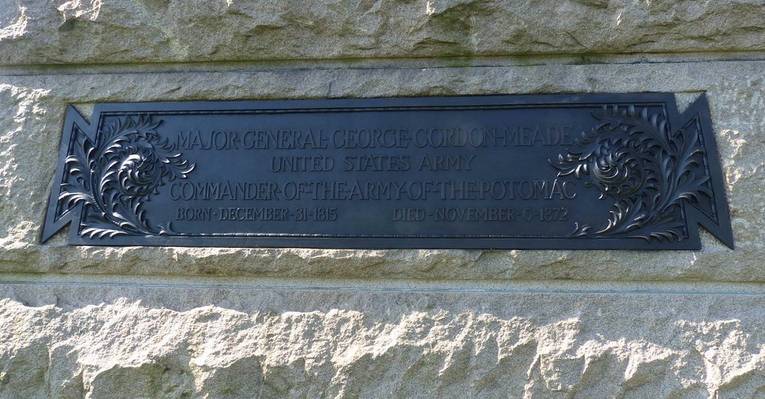 MAJOR·GENERAL·GEORGE·GORDON·MEADE
UNITED STATES ARMY
COMMANDER·OF·THE·ARMY·OF·THE·POTOMAC
BORN·DECEMBER·31·1815 DIED·NOVEMBER·6·1872